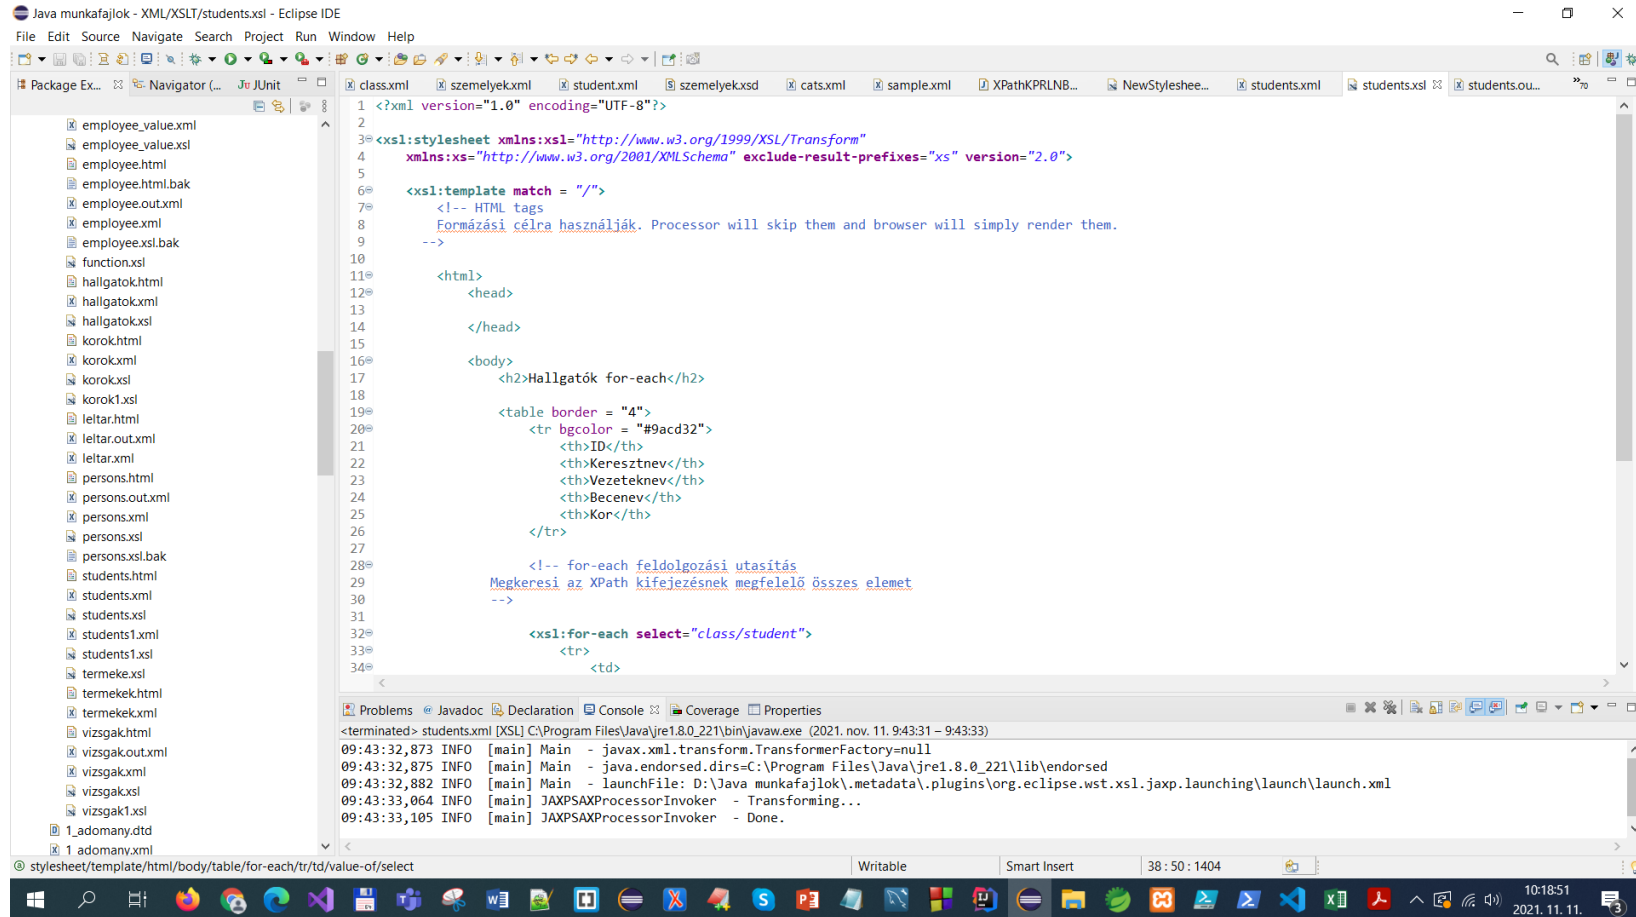 Java munkafajlok - XML/XSLT/students.xsl - Eclipse IDE
File Edit Source Navigate Search Project Run Window Help
Package Ex... Navigator (... JUnit
class.xml szemelyek.xml student.xml szemelyek.xsd cats.xml sample.xml XPathKPRLNB... NewStyleshee... students.xml students.xsl students.ou... »70
employee_value.xml
employee_value.xsl
employee.html
employee.html.bak
employee.out.xml
employee.xml
employee.xsl.bak
function.xsl
hallgatok.html
hallgatok.xml
hallgatok.xsl
korok.html
korok.xml
korok.xsl
korok1.xsl
leltar.html
leltar.out.xml
leltar.xml
persons.html
persons.out.xml
persons.xml
persons.xsl
persons.xsl.bak
students.html
students.xml
students.xsl
students1.xml
students1.xsl
termeke.xsl
termekek.html
termekek.xml
vizsgak.html
vizsgak.out.xml
vizsgak.xml
vizsgak.xsl
vizsgak1.xsl
1_adomany.dtd
1_adomany.xml
1 <?xml version="1.0" encoding="UTF-8"?>
2
3 <xsl:stylesheet xmlns:xsl="http://www.w3.org/1999/XSL/Transform"
4 xmlns:xs="http://www.w3.org/2001/XMLSchema" exclude-result-prefixes="xs" version="2.0">
5
6 <xsl:template match = "/">
7 <!-- HTML tags
8 Formázási célra használják. Processor will skip them and browser will simply render them.
9 -->
10
11 <html>
12 <head>
13
14 </head>
15
16 <body>
17 <h2>Hallgatók for-each</h2>
18
19 <table border = "4">
20 <tr bgcolor = "#9acd32">
21 <th>ID</th>
22 <th>Keresztnev</th>
23 <th>Vezeteknev</th>
24 <th>Becenev</th>
25 <th>Kor</th>
26 </tr>
27
28 <!-- for-each feldolgozási utasítás
29 Megkeresi az XPath kifejezésnek megfelelő összes elemet
30 -->
31
32 <xsl:for-each select="class/student">
33 <tr>
34 <td>
Problems Javadoc Declaration Console Coverage Properties
<terminated> students.xml [XSL] C:\Program Files\Java\jre1.8.0_221\bin\javaw.exe (2021. nov. 11. 9:43:31 – 9:43:33)
09:43:32,873 INFO [main] Main - javax.xml.transform.TransformerFactory=null
09:43:32,875 INFO [main] Main - java.endorsed.dirs=C:\Program Files\Java\jre1.8.0_221\lib\endorsed
09:43:32,882 INFO [main] Main - launchFile: D:\Java munkafajlok\.metadata\.plugins\org.eclipse.wst.xsl.jaxp.launching\launch\launch.xml
09:43:33,064 INFO [main] JAXPSAXProcessorInvoker - Transforming...
09:43:33,105 INFO [main] JAXPSAXProcessorInvoker - Done.
stylesheet/template/html/body/table/for-each/tr/td/value-of/select Writable Smart Insert 38 : 50 : 1404
10:18:51
2021. 11. 11.
3